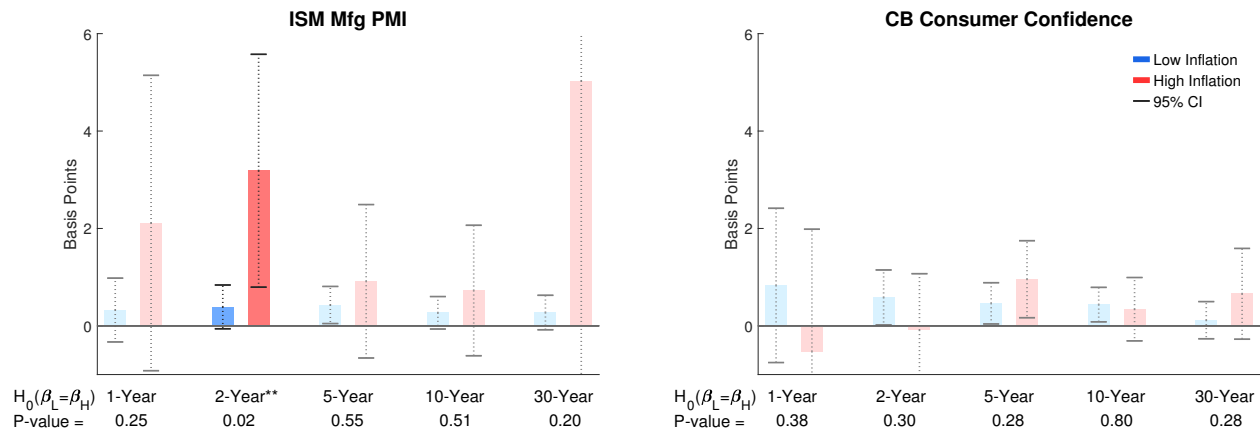 ISM Mfg PMI
6
4
2
0
Basis Points
H0(βL=βH) 1-Year 2-Year** 5-Year 10-Year 30-Year
P-value = 0.25 0.02 0.55 0.51 0.20
CB Consumer Confidence
6
4
2
0
Basis Points
Low Inflation
High Inflation
95% CI
H0(βL=βH) 1-Year 2-Year 5-Year 10-Year 30-Year
P-value = 0.38 0.30 0.28 0.80 0.28